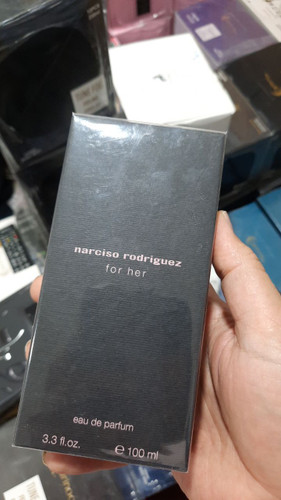 narciso rodriguez
for her
eau de parfum
3.3 fl.oz. ℮ 100 ml